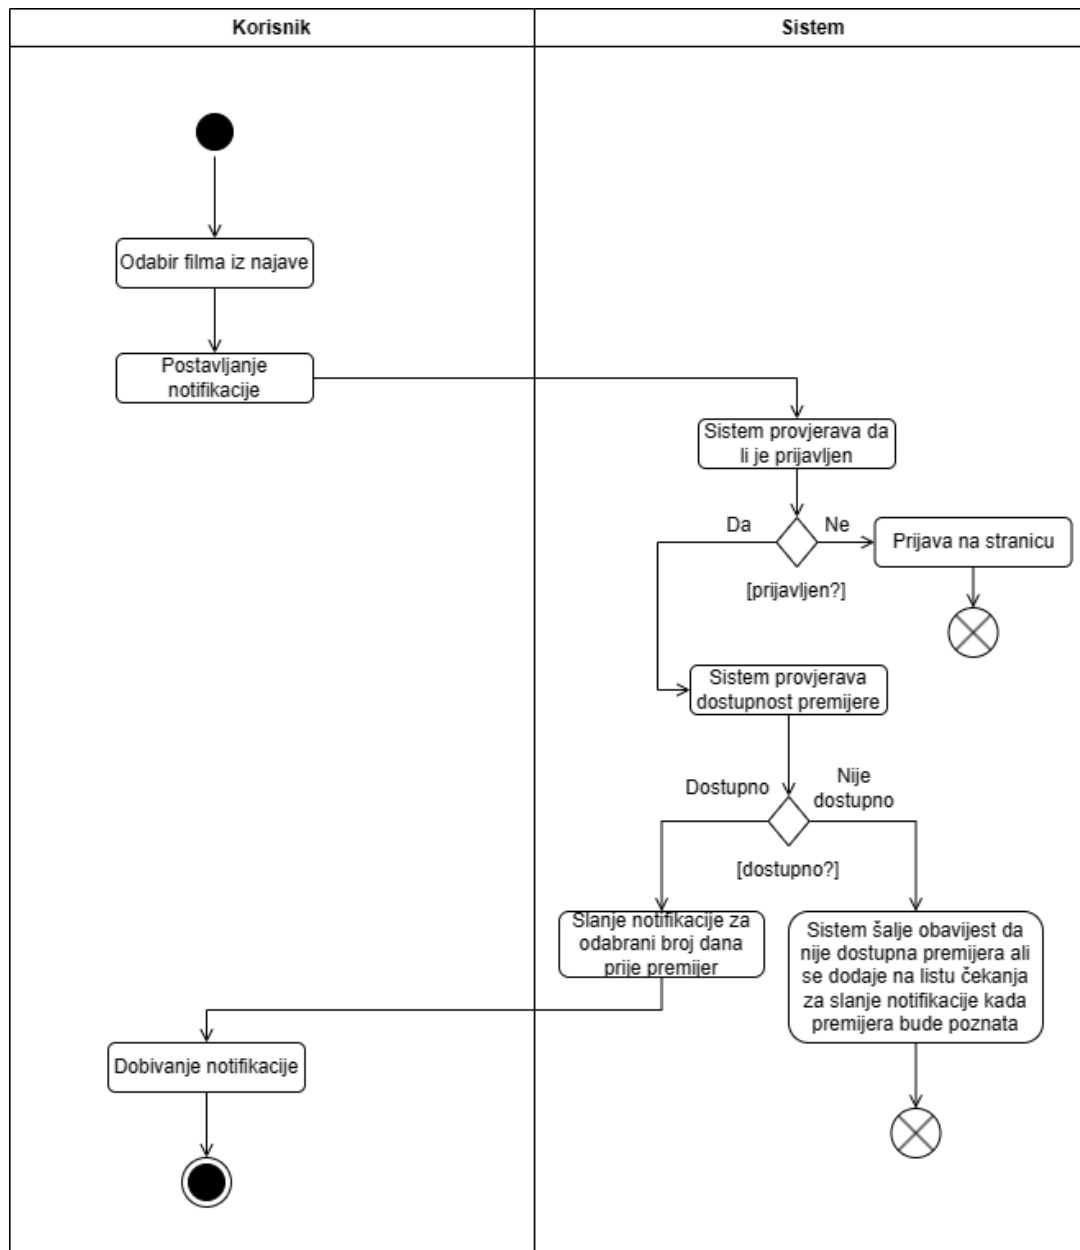 Korisnik
Sistem
Odabir filma iz najave
Postavljanje
notifikacije
Sistem provjerava da
li je prijavljen
Da
Ne
Prijava na stranicu
[prijavljen?]
Sistem provjerava
dostupnost premijere
Dostupno
Nije
dostupno
[dostupno?]
Slanje notifikacije za
odabrani broj dana
prije premijer
Sistem šalje obavijest da
nije dostupna premijera ali
se dodaje na listu čekanja
za slanje notifikacije kada
premijera bude poznata
Dobivanje notifikacije